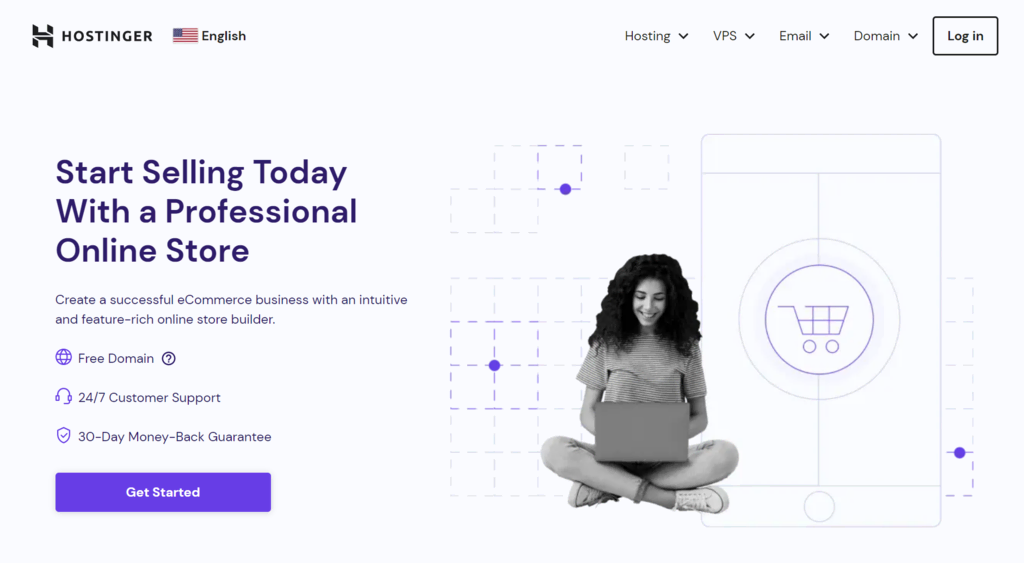 HOSTINGER
English
Hosting
VPS
Email
Domain
Log in
Start Selling Today
With a Professional
Online Store
Create a successful eCommerce business with an intuitive
and feature-rich online store builder.
Free Domain ?
24/7 Customer Support
30-Day Money-Back Guarantee
Get Started